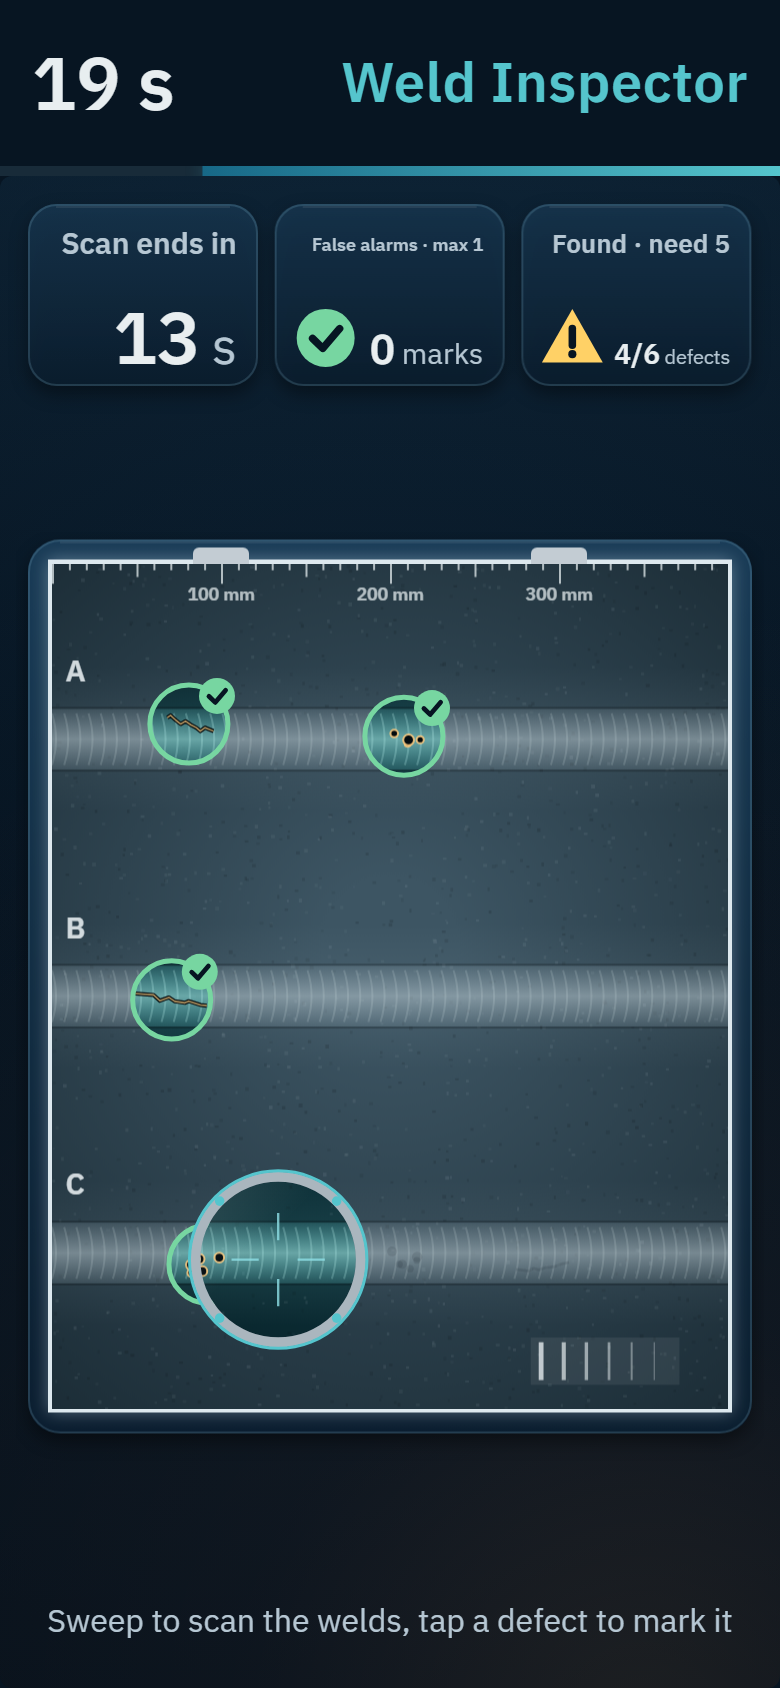 19 s
Weld Inspector
Scan ends in
13 s
False alarms · max 1
0 marks
Found · need 5
4/6 defects
100 mm
200 mm
300 mm
A
B
C
Sweep to scan the welds, tap a defect to mark it